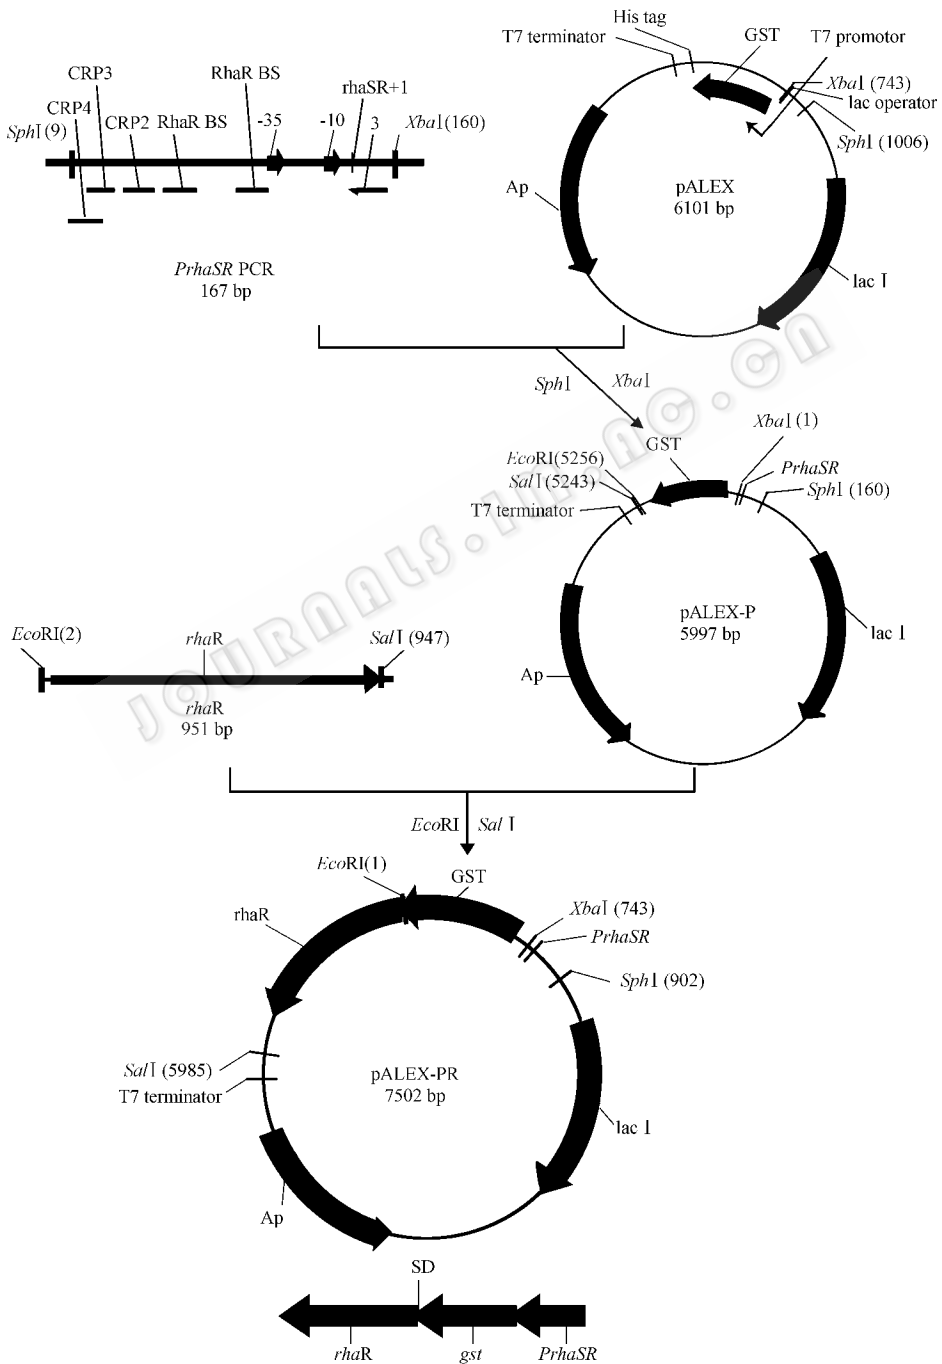 His tag
T7 terminator
GST
T7 promotor
XbaⅠ(743)
lac operator
SphⅠ(1006)
pALEX
6101 bp
Ap
lac Ⅰ
CRP3
RhaR BS
rhaSR+1
CRP4
SphⅠ(9)
CRP2
RhaR BS
-35
-10
3
XbaⅠ(160)
PrhaSR PCR
167 bp
SphⅠ
XbaⅠ
XbaⅠ(1)
GST
EcoRI(5256)
PrhaSR
SalⅠ(5243)
SphⅠ(160)
T7 terminator
pALEX-P
5997 bp
lac Ⅰ
Ap
EcoRI(2)
rhaR
SalⅠ(947)
rhaR
951 bp
JOURNALS.IM.AC.CN
EcoRI
SalⅠ
EcoRI(1)
GST
rhaR
XbaⅠ(743)
PrhaSR
SphⅠ(902)
SalⅠ(5985)
T7 terminator
pALEX-PR
7502 bp
lac Ⅰ
Ap
SD
rhaR
gst
PrhaSR